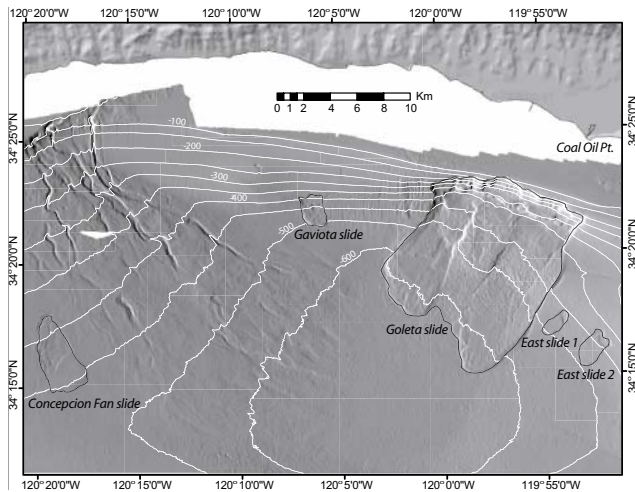 120°20'0"W 120°15'0"W 120°10'0"W 120°5'0"W 120°0'0"W 119°55'0"W
Km
0 1 2 4 6 8 10
34°25'0"N
34°25'0"N
Coal Oil Pt.
-100
-200
-300
-400
-500
-600
Gaviota slide
34°20'0"N
34°20'0"N
Goleta slide
East slide 1
East slide 2
34°15'0"N
34°15'0"N
Concepcion Fan slide
120°20'0"W 120°15'0"W 120°10'0"W 120°5'0"W 120°0'0"W 119°55'0"W